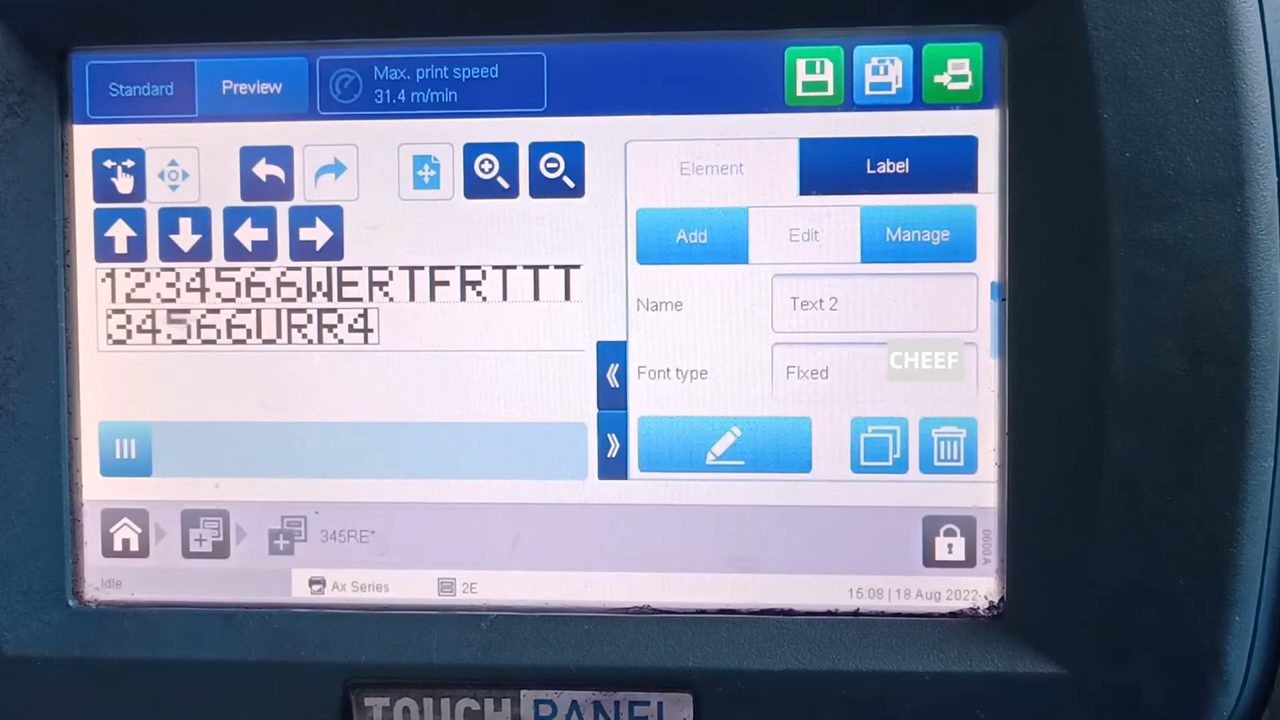 Standard
Preview
Max. print speed
31.4 m/min
Element
Label
Add
Edit
Manage
1234566WERTFRTTT
34566URR4
Name
Text 2
Font type
Fixed
CHEEF
345RE*
0600A
Idle
Ax Series
2E
15:08 | 18 Aug 2022
TOUCH PANEL